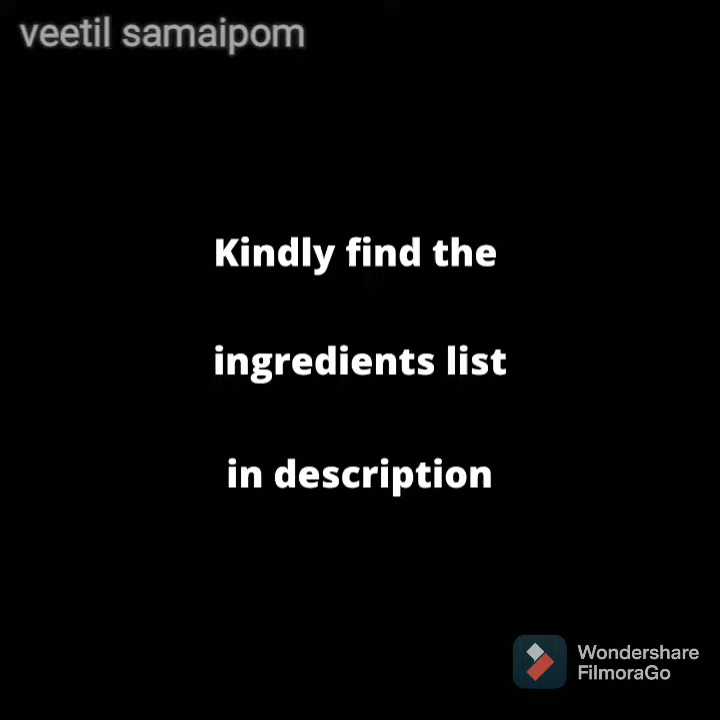 veetil samaipom
Kindly find the
ingredients list
in description
Wondershare
FilmoraGo